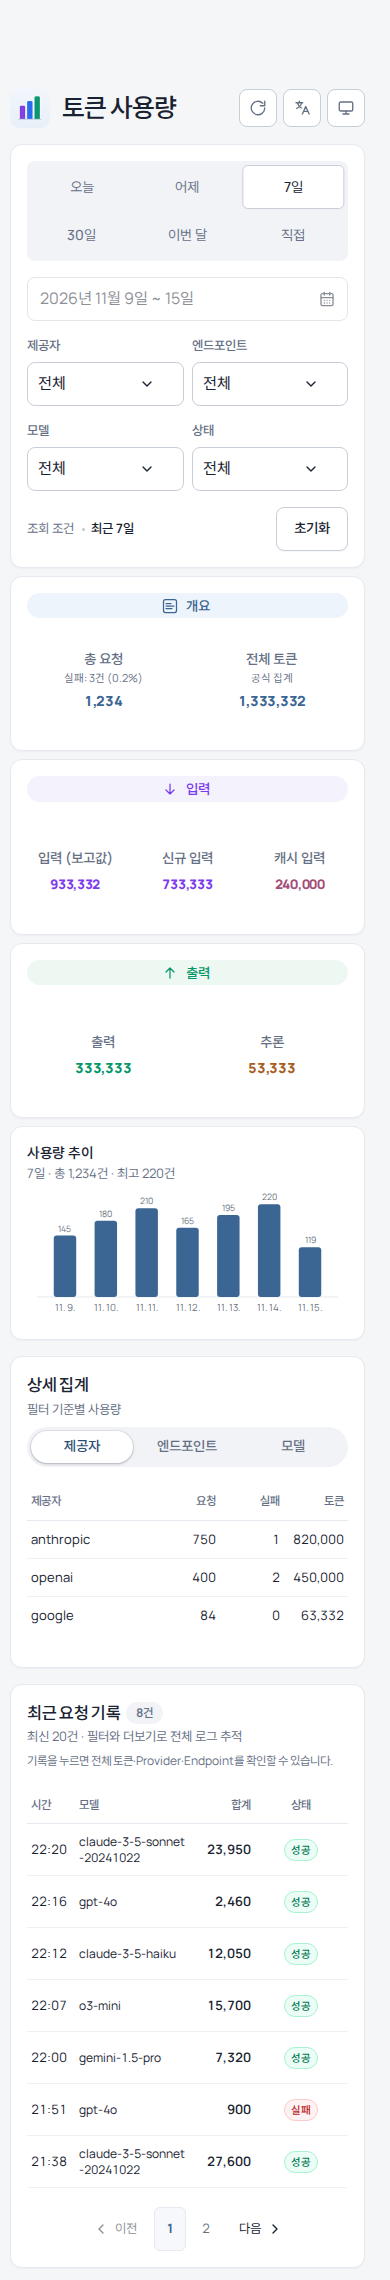 토큰 사용량
오늘 어제 7일
30일 이번 달 직접
2026년 11월 9일 ~ 15일
제공자 엔드포인트
전체 전체
모델 상태
전체 전체
조회 조건 • 최근 7일 초기화
개요
총 요청 전체 토큰
실패: 3건 (0.2%) 공식 집계
1,234 1,333,332
입력
입력 (보고값) 신규 입력 캐시 입력
933,332 733,333 240,000
출력
출력 추론
333,333 53,333
사용량 추이
7일 · 총 1,234건 · 최고 220건
145 180 210 165 195 220 119
11. 9. 11. 10. 11. 11. 11. 12. 11. 13. 11. 14. 11. 15.
상세 집계
필터 기준별 사용량
제공자 엔드포인트 모델
제공자 요청 실패 토큰
anthropic 750 1 820,000
openai 400 2 450,000
google 84 0 63,332
최근 요청 기록 8건
최신 20건 · 필터와 더보기로 전체 로그 추적
기록을 누르면 전체 토큰·Provider·Endpoint를 확인할 수 있습니다.
시간 모델 합계 상태
22:20 claude-3-5-sonnet
-20241022 23,950 성공
22:16 gpt-4o 2,460 성공
22:12 claude-3-5-haiku 12,050 성공
22:07 o3-mini 15,700 성공
22:00 gemini-1.5-pro 7,320 성공
21:51 gpt-4o 900 실패
21:38 claude-3-5-sonnet
-20241022 27,600 성공
이전 1 2 다음